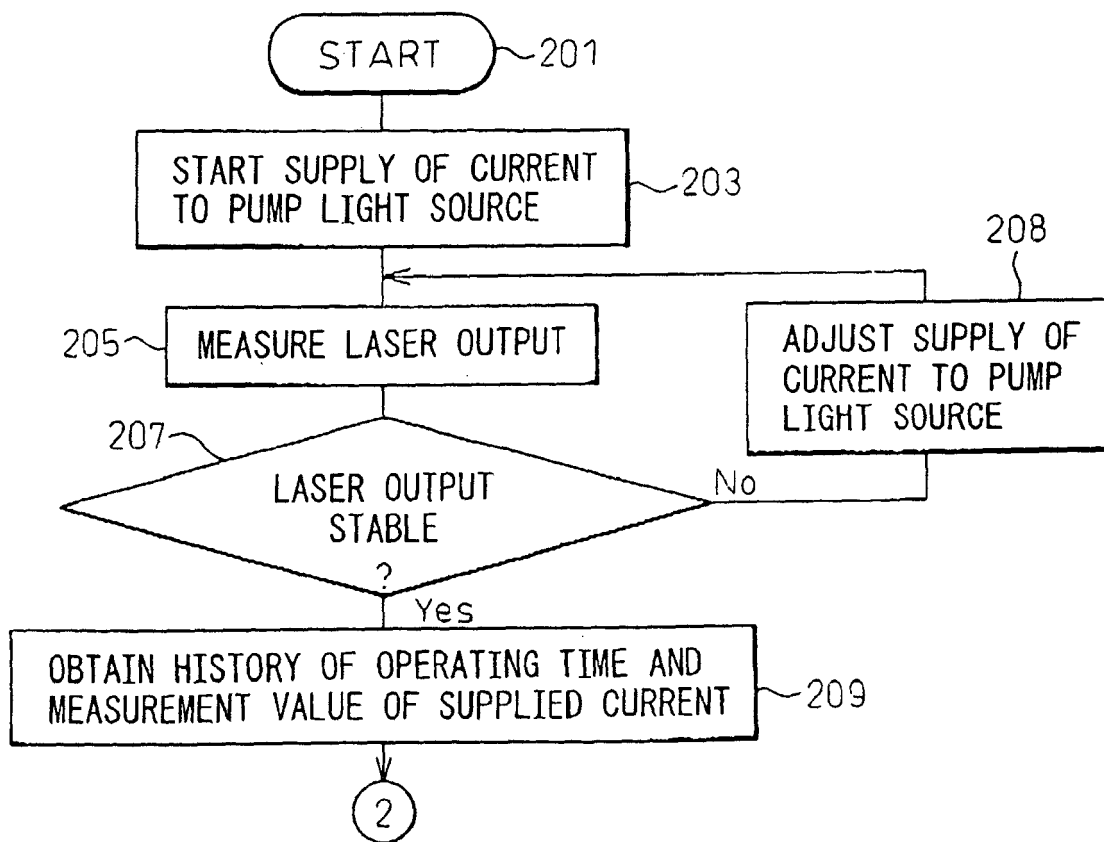 START
201
START SUPPLY OF CURRENT
TO PUMP LIGHT SOURCE
203
208
205
MEASURE LASER OUTPUT
ADJUST SUPPLY OF
CURRENT TO PUMP
LIGHT SOURCE
207
LASER OUTPUT
STABLE
?
No
Yes
OBTAIN HISTORY OF OPERATING TIME AND
MEASUREMENT VALUE OF SUPPLIED CURRENT
209
2